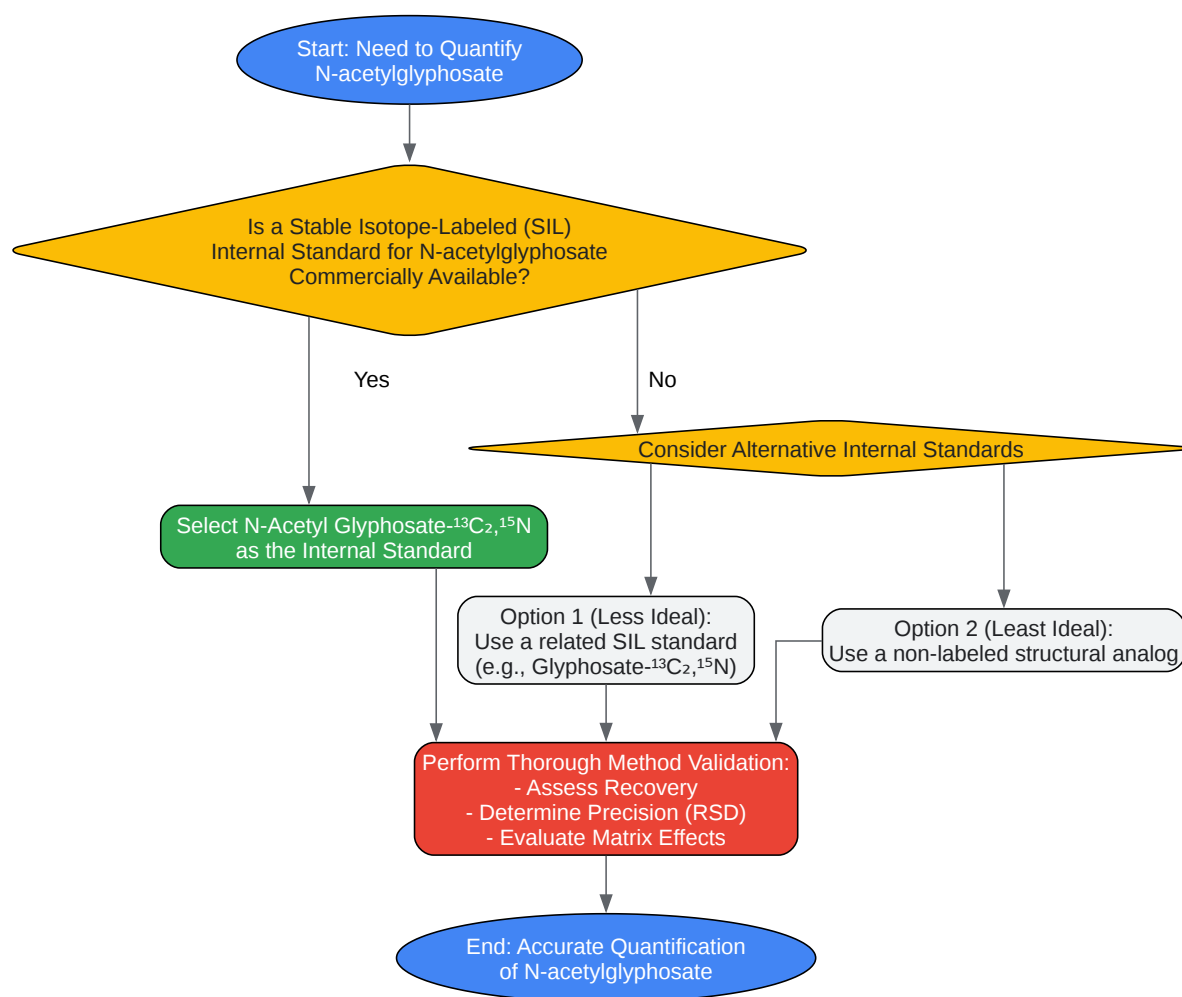 Start: Need to Quantify
N-acetylglyphosate
Is a Stable Isotope-Labeled (SIL)
Internal Standard for N-acetylglyphosate
Commercially Available?
Yes
No
Consider Alternative Internal Standards
Select N-Acetyl Glyphosate-¹³C₂,¹⁵N
as the Internal Standard
Option 1 (Less Ideal):
Use a related SIL standard
(e.g., Glyphosate-¹³C₂,¹⁵N)
Option 2 (Least Ideal):
Use a non-labeled structural analog
Perform Thorough Method Validation:
- Assess Recovery
- Determine Precision (RSD)
- Evaluate Matrix Effects
End: Accurate Quantification
of N-acetylglyphosate